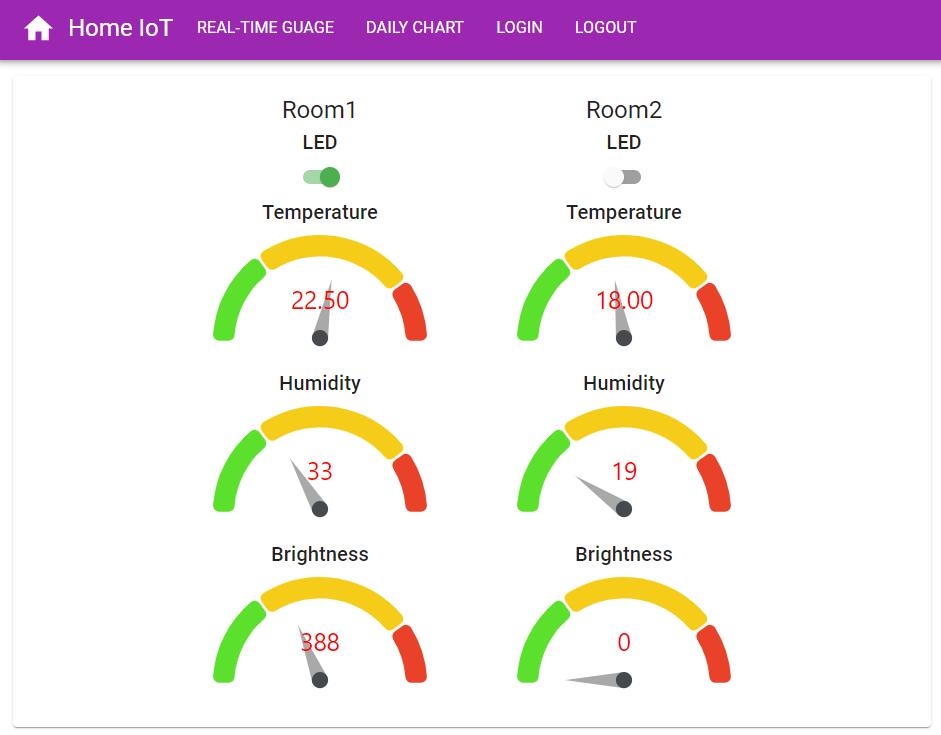 Home IoT REAL-TIME GUAGE DAILY CHART LOGIN LOGOUT
Room1 Room2
LED LED
Temperature Temperature
22.50 18.00
Humidity Humidity
33 19
Brightness Brightness
388 0